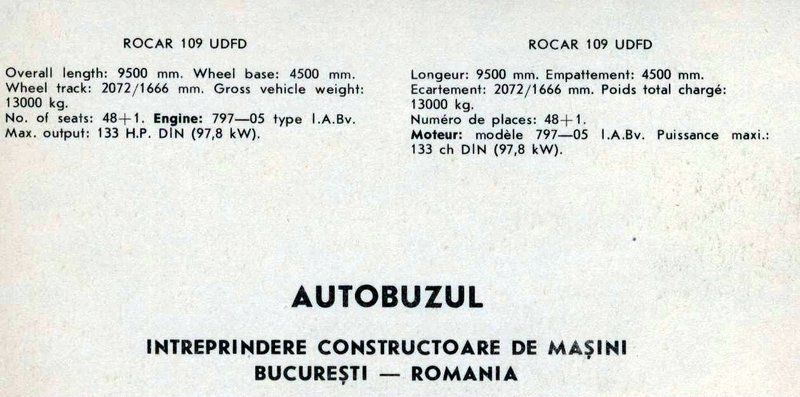 ROCAR 109 UDFD
Overall length: 9500 mm. Wheel base: 4500 mm.
Wheel track: 2072/1666 mm. Gross vehicle weight:
13000 kg.
No. of seats: 48+1. Engine: 797—05 type I.A.Bv.
Max. output: 133 H.P. DIN (97,8 kW).
ROCAR 109 UDFD
Longeur: 9500 mm. Empattement: 4500 mm.
Ecartement: 2072/1666 mm. Poids total chargé:
13000 kg.
Numéro de places: 48+1.
Moteur: modèle 797—05 I.A.Bv. Puissance maxi.:
133 ch DIN (97,8 kW).
AUTOBUZUL
INTREPRINDERE CONSTRUCTOARE DE MAȘINI
BUCUREȘTI — ROMANIA